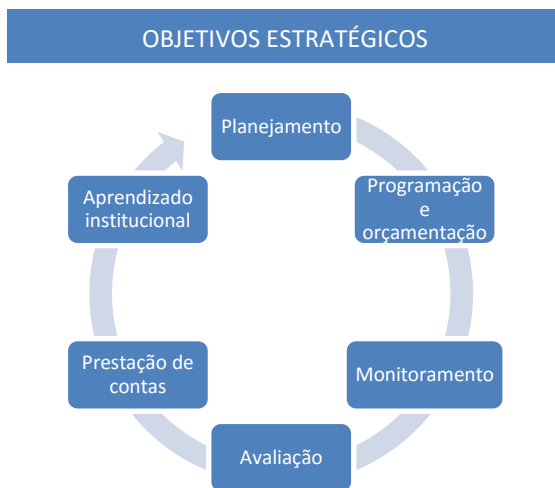 OBJETIVOS ESTRATÉGICOS
Planejamento
Programação
e
orçamentação
Monitoramento
Avaliação
Prestação de
contas
Aprendizado
institucional